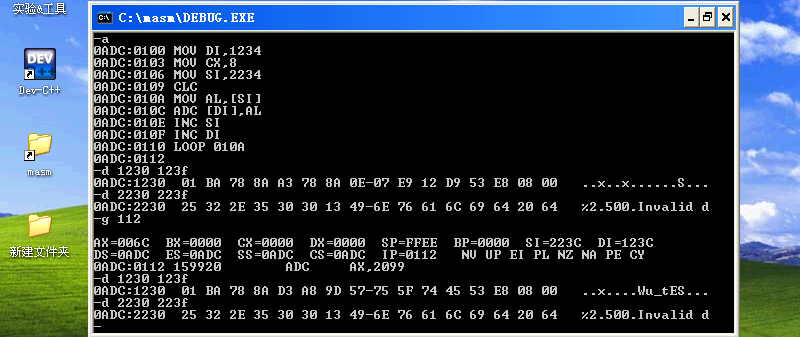 实验&工具
Dev-C++
masm
新建文件夹
C:\masm\DEBUG.EXE
-a
0ADC:0100 MOV DI,1234
0ADC:0103 MOV CX,8
0ADC:0106 MOV SI,2234
0ADC:0109 CLC
0ADC:010A MOV AL,[SI]
0ADC:010C ADC [DI],AL
0ADC:010E INC SI
0ADC:010F INC DI
0ADC:0110 LOOP 010A
0ADC:0112
-d 1230 123f
0ADC:1230  01 BA 78 8A A3 78 8A 0E-07 E9 12 D9 53 E8 08 00   ..x..x......S...
-d 2230 223f
0ADC:2230  25 32 2E 35 30 30 13 49-6E 76 61 6C 69 64 20 64   %2.500.Invalid d
-g 112
AX=006C  BX=0000  CX=0000  DX=0000  SP=FFEE  BP=0000  SI=223C  DI=123C
DS=0ADC  ES=0ADC  SS=0ADC  CS=0ADC  IP=0112   NV UP EI PL NZ NA PE CY
0ADC:0112 159920        ADC     AX,2099
-d 1230 123f
0ADC:1230  01 BA 78 8A D3 A8 9D 57-75 5F 74 45 53 E8 08 00   ..x....Wu_tES...
-d 2230 223f
0ADC:2230  25 32 2E 35 30 30 13 49-6E 76 61 6C 69 64 20 64   %2.500.Invalid d
-